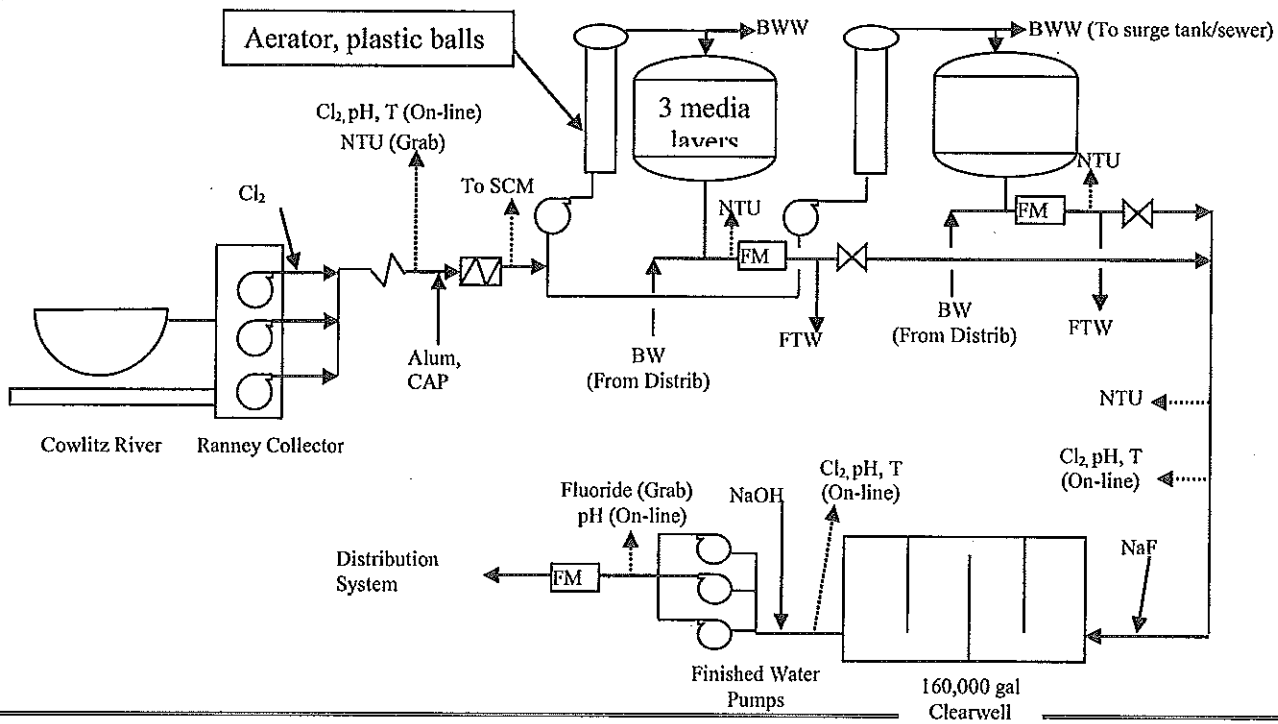 Aerator, plastic balls
BWW
BWW (To surge tank/sewer)
3 media
layers
Cl₂, pH, T (On-line)
NTU (Grab)
To SCM
Cl₂
NTU
FM
NTU
FM
Alum,
CAP
BW
(From Distrib)
FTW
BW
(From Distrib)
FTW
Cowlitz River
Ranney Collector
NTU
Cl₂, pH, T
(On-line)
Fluoride (Grab)
pH (On-line)
NaOH
Cl₂, pH, T
(On-line)
NaF
Distribution
System
FM
Finished Water
Pumps
160,000 gal
Clearwell